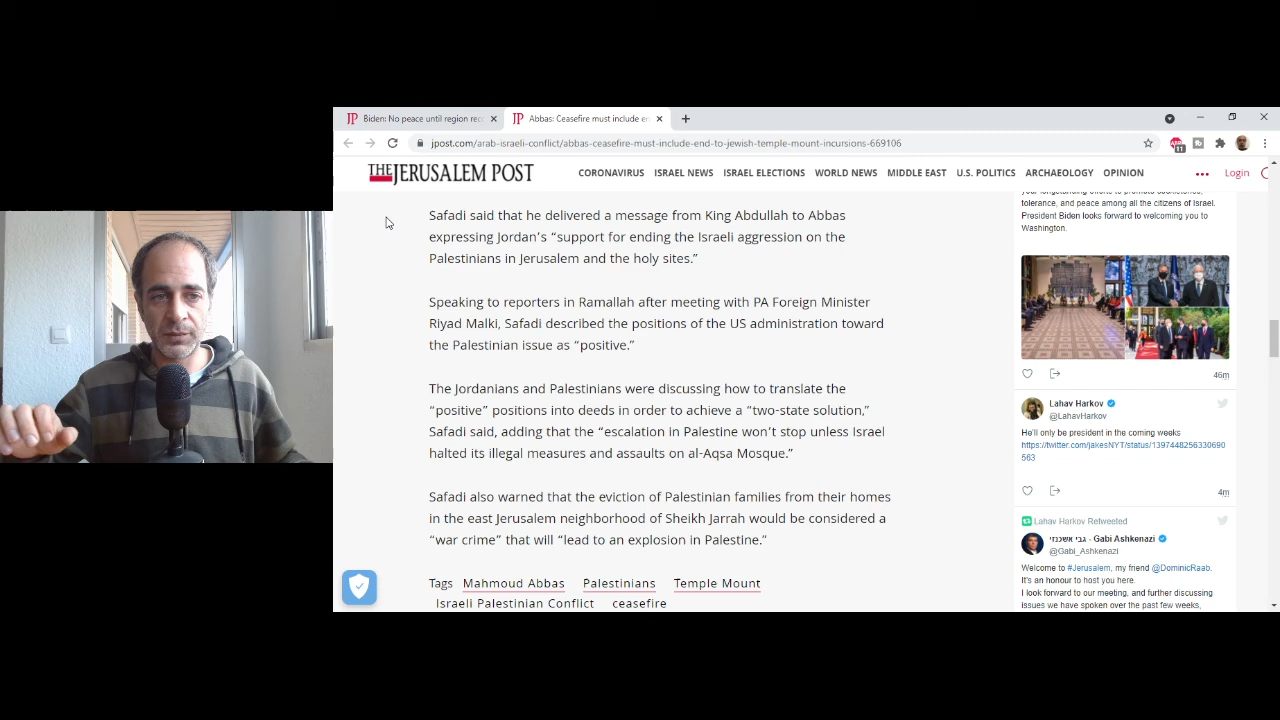 Biden: No peace until region rec
Abbas: Ceasefire must include en
jpost.com/arab-israeli-conflict/abbas-ceasefire-must-include-end-to-jewish-temple-mount-incursions-669106
11
THE JERUSALEM POST
CORONAVIRUS ISRAEL NEWS ISRAEL ELECTIONS WORLD NEWS MIDDLE EAST U.S. POLITICS ARCHAEOLOGY OPINION
Login
Safadi said that he delivered a message from King Abdullah to Abbas
expressing Jordan’s “support for ending the Israeli aggression on the
Palestinians in Jerusalem and the holy sites.”
Speaking to reporters in Ramallah after meeting with PA Foreign Minister
Riyad Malki, Safadi described the positions of the US administration toward
the Palestinian issue as “positive.”
The Jordanians and Palestinians were discussing how to translate the
“positive” positions into deeds in order to achieve a “two-state solution,”
Safadi said, adding that the “escalation in Palestine won’t stop unless Israel
halted its illegal measures and assaults on al-Aqsa Mosque.”
Safadi also warned that the eviction of Palestinian families from their homes
in the east Jerusalem neighborhood of Sheikh Jarrah would be considered a
“war crime” that will “lead to an explosion in Palestine.”
Tags Mahmoud Abbas Palestinians Temple Mount
Israeli Palestinian Conflict ceasefire
tolerance, and peace among all the citizens of Israel.
President Biden looks forward to welcoming you to
Washington.
46m
Lahav Harkov
@LahavHarkov
He'll only be president in the coming weeks
https://twitter.com/jakesNYT/status/1397448256330690
563
4m
Lahav Harkov Retweeted
גבי אשכנזי - Gabi Ashkenazi
@Gabi_Ashkenazi
Welcome to #Jerusalem, my friend @DominicRaab.
It's an honour to host you here.
I look forward to our meeting, and further discussing
issues we have spoken over the past few weeks,